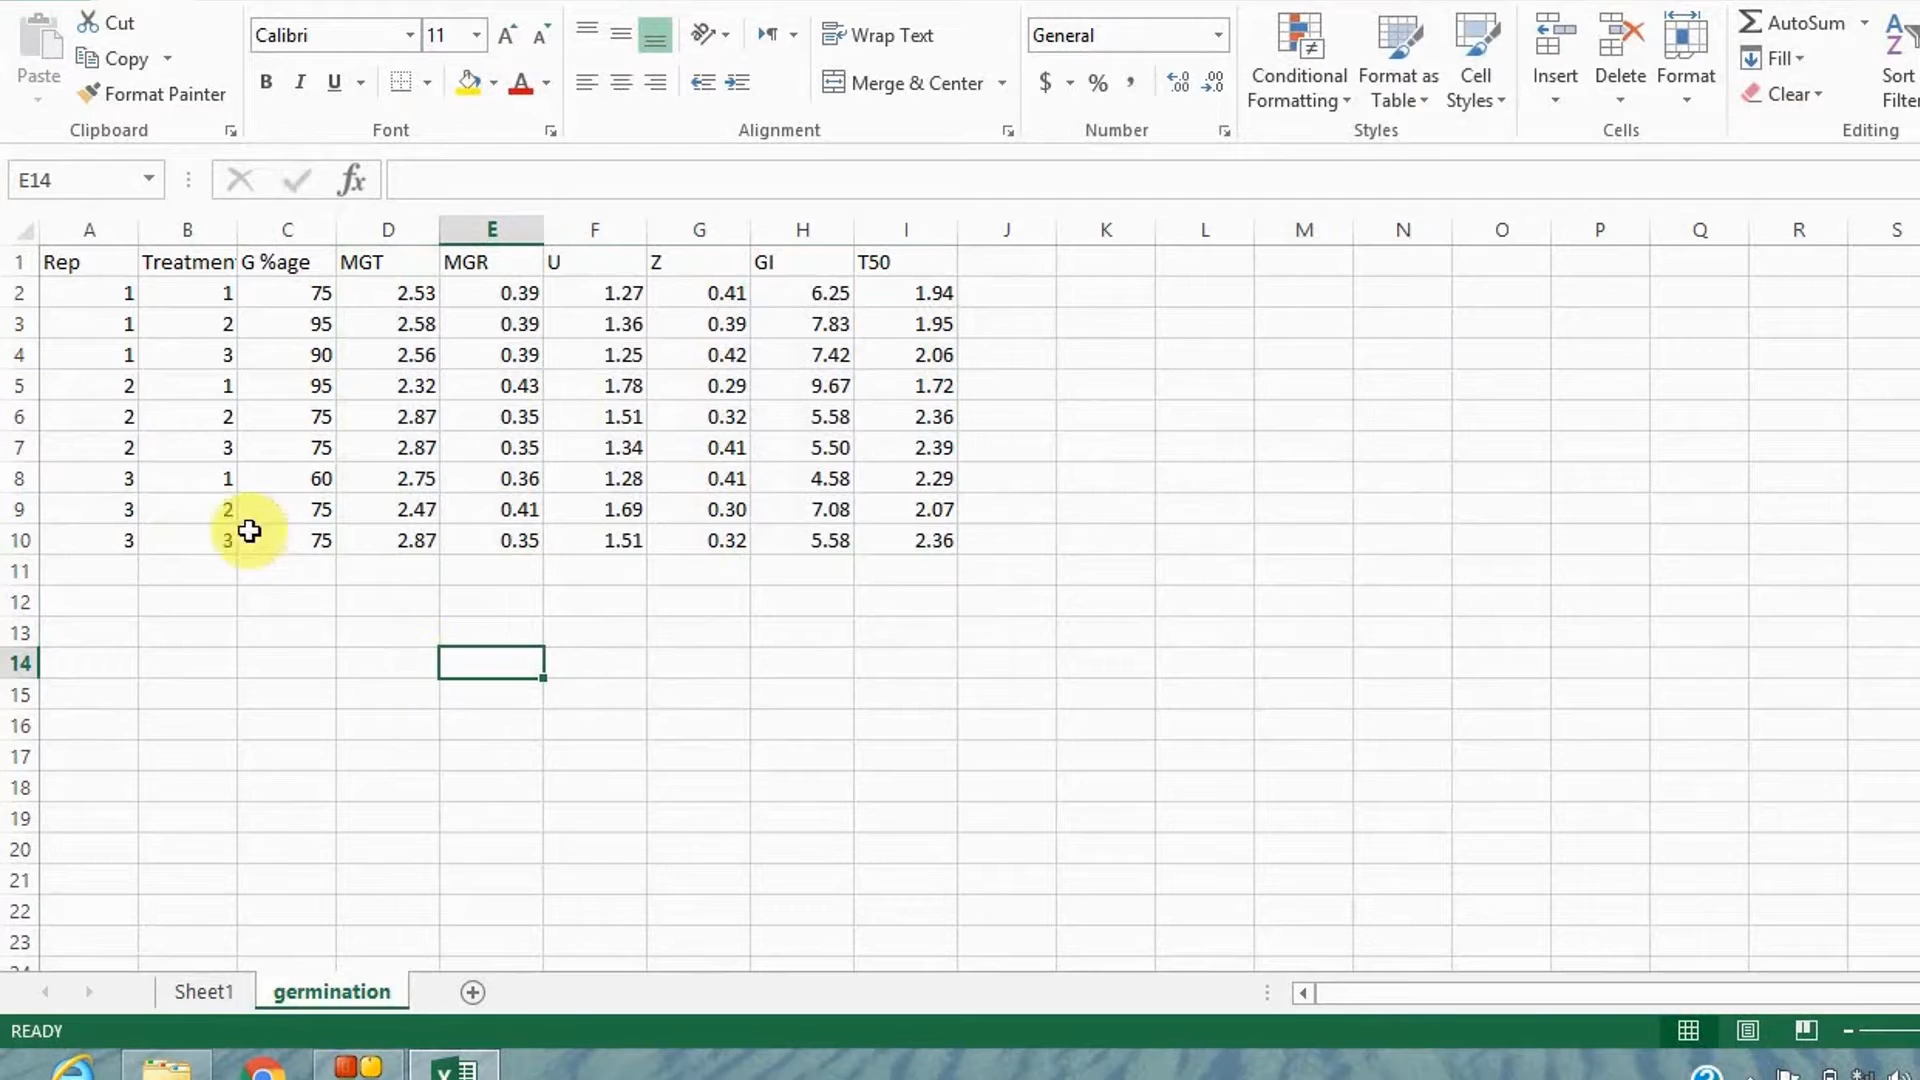 Cut
Copy
Paste
Format Painter
Clipboard
Calibri 11
B I U
Font
Wrap Text
Merge & Center
Alignment
General
$ % ,
Number
Conditional Formatting
Format as Table
Cell Styles
Styles
Insert Delete Format
Cells
AutoSum
Fill
Clear
Sort
Filter
Editing
E14 fx
A B C D E F G H I J K L M N O P Q R S
1 Rep Treatmen G %age MGT MGR U Z GI T50
2 1 1 75 2.53 0.39 1.27 0.41 6.25 1.94
3 1 2 95 2.58 0.39 1.36 0.39 7.83 1.95
4 1 3 90 2.56 0.39 1.25 0.42 7.42 2.06
5 2 1 95 2.32 0.43 1.78 0.29 9.67 1.72
6 2 2 75 2.87 0.35 1.51 0.32 5.58 2.36
7 2 3 75 2.87 0.35 1.34 0.41 5.50 2.39
8 3 1 60 2.75 0.36 1.28 0.41 4.58 2.29
9 3 2 75 2.47 0.41 1.69 0.30 7.08 2.07
10 3 3 75 2.87 0.35 1.51 0.32 5.58 2.36
11
12
13
14
15
16
17
18
19
20
21
22
23
Sheet1 germination
READY